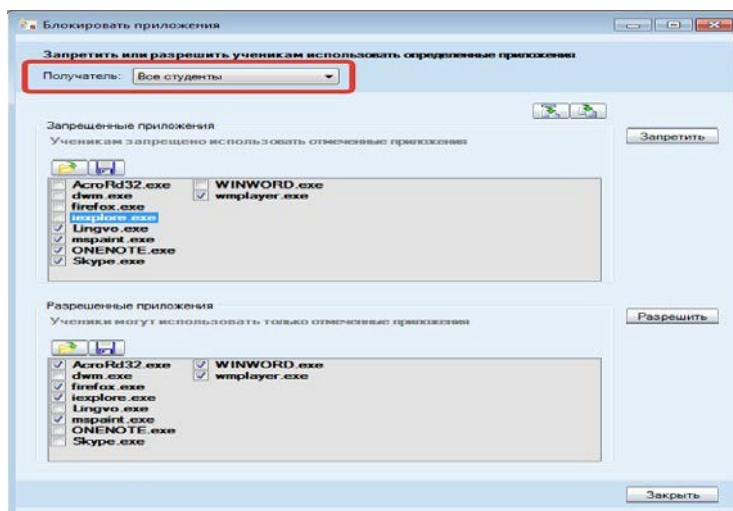 Блокировать приложения
Запретить или разрешить ученикам использовать определенные приложения
Получатель: Все студенты
Запрещенные приложения
Ученикам запрещено использовать отмеченные приложения
Запретить
AcroRd32.exe WINWORD.exe
dwm.exe wmplayer.exe
firefox.exe
iexplore.exe
Lingvo.exe
mspaint.exe
ONENOTE.exe
Skype.exe
Разрешенные приложения
Ученики могут использовать только отмеченные приложения
Разрешить
AcroRd32.exe WINWORD.exe
dwm.exe wmplayer.exe
firefox.exe
iexplore.exe
Lingvo.exe
mspaint.exe
ONENOTE.exe
Skype.exe
Закрыть